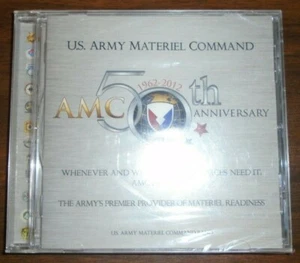 U.S. ARMY MATERIEL COMMAND
1962-2012
AMC 50th
ANNIVERSARY
WHENEVER AND NEED IT
THE ARMY'S PREMIER PROVIDER OF MATERIEL READINESS
U.S. ARMY MATERIEL COMMAND